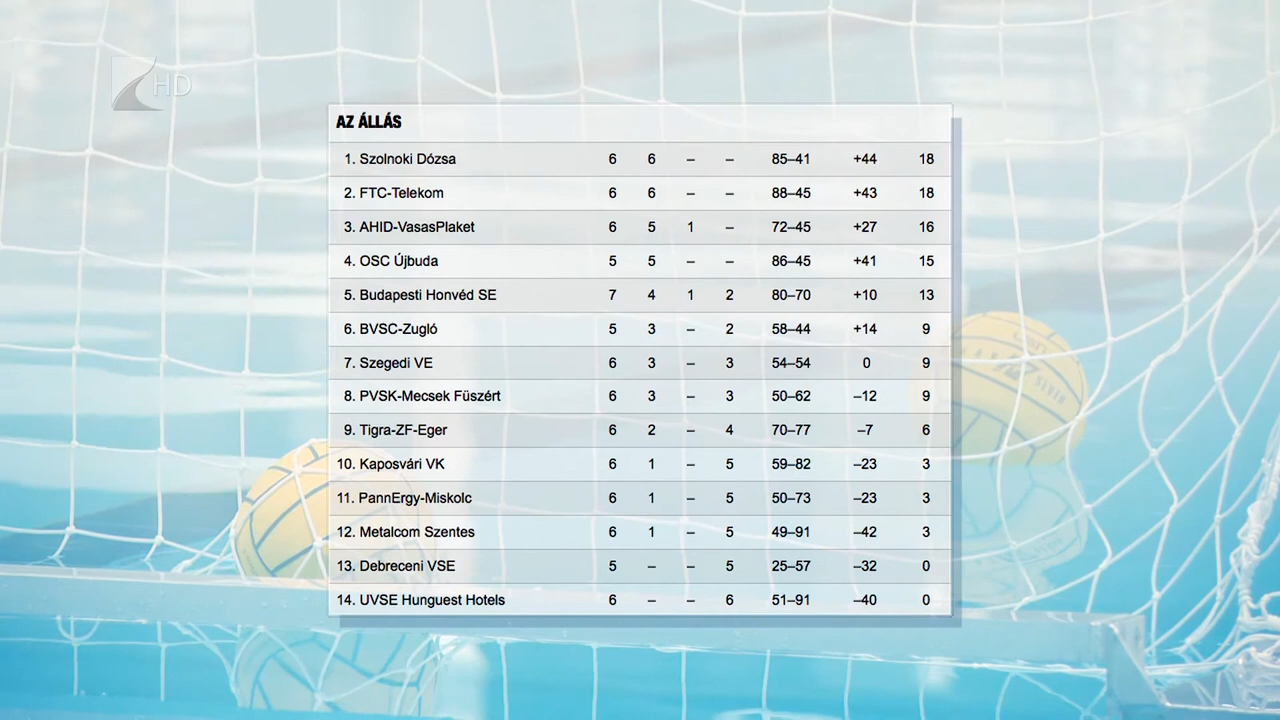 HD
AZ ÁLLÁS
1. Szolnoki Dózsa 6 6 – – 85–41 +44 18
2. FTC-Telekom 6 6 – – 88–45 +43 18
3. AHID-VasasPlaket 6 5 1 – 72–45 +27 16
4. OSC Újbuda 5 5 – – 86–45 +41 15
5. Budapesti Honvéd SE 7 4 1 2 80–70 +10 13
6. BVSC-Zugló 5 3 – 2 58–44 +14 9
7. Szegedi VE 6 3 – 3 54–54 0 9
8. PVSK-Mecsek Füszért 6 3 – 3 50–62 –12 9
9. Tigra-ZF-Eger 6 2 – 4 70–77 –7 6
10. Kaposvári VK 6 1 – 5 59–82 –23 3
11. PannErgy-Miskolc 6 1 – 5 50–73 –23 3
12. Metalcom Szentes 6 1 – 5 49–91 –42 3
13. Debreceni VSE 5 – – 5 25–57 –32 0
14. UVSE Hunguest Hotels 6 – – 6 51–91 –40 0